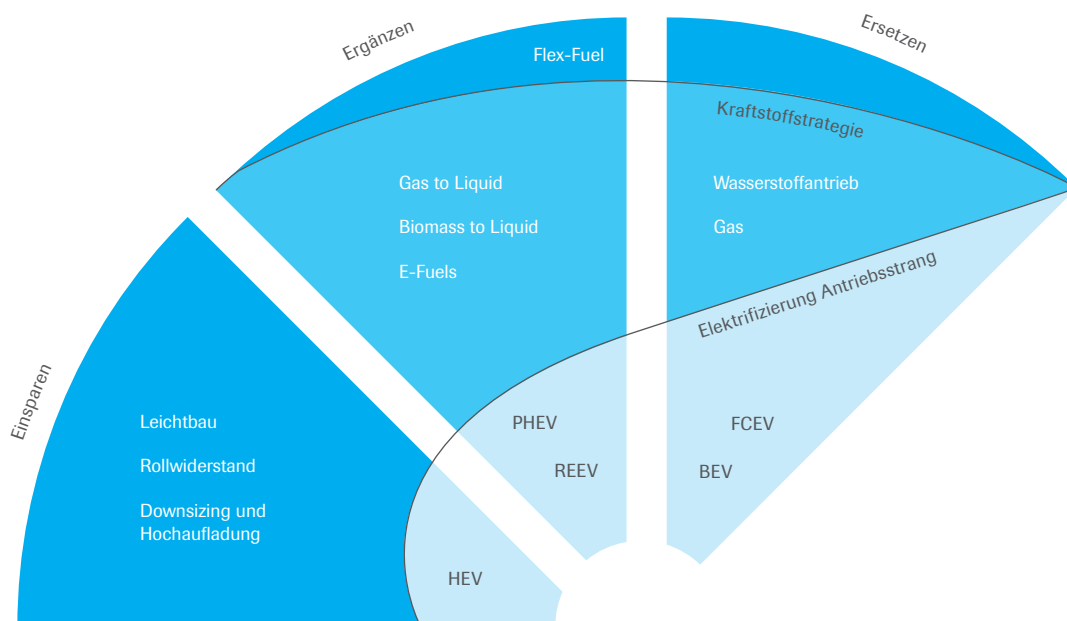 Einsparen
Leichtbau
Rollwiderstand
Downsizing und
Hochaufladung
HEV
Ergänzen
Flex-Fuel
Gas to Liquid
Biomass to Liquid
E-Fuels
PHEV
REEV
Ersetzen
Kraftstoffstrategie
Wasserstoffantrieb
Gas
Elektrifizierung Antriebsstrang
FCEV
BEV